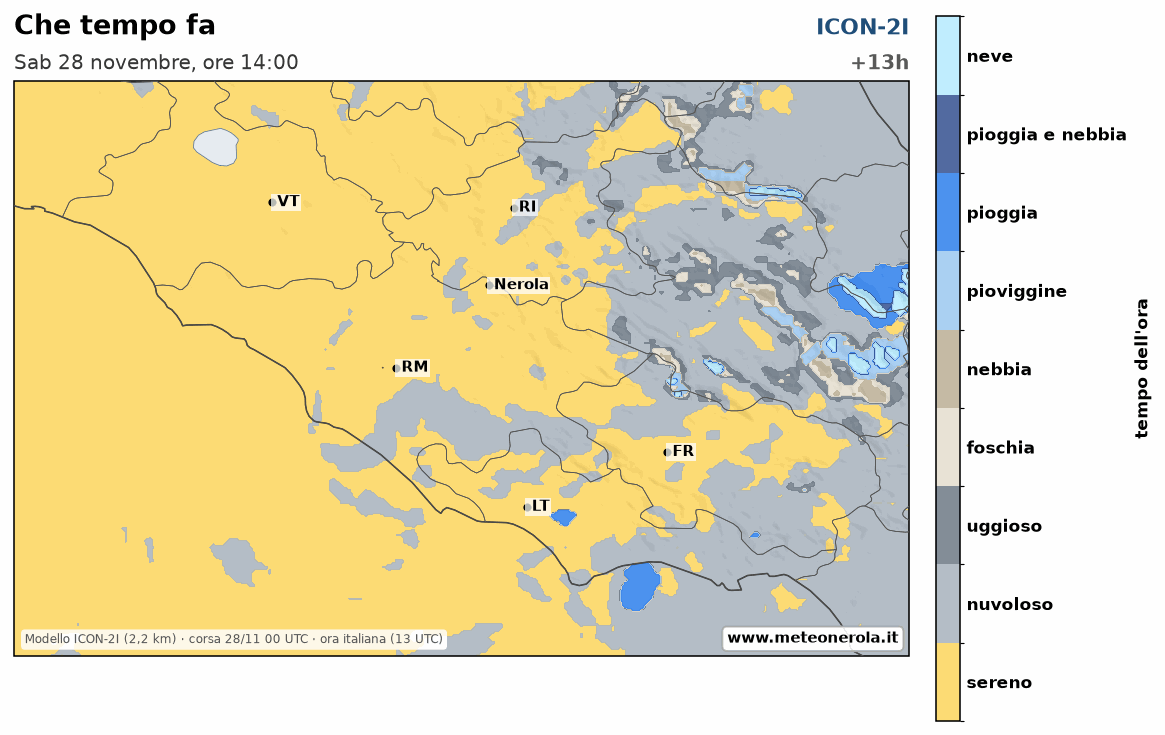 Che tempo fa
ICON-2I
Sab 28 novembre, ore 14:00
+13h
neve
pioggia e nebbia
pioggia
pioviggine
nebbia
foschia
uggioso
nuvoloso
sereno
tempo dell'ora
VT
RI
Nerola
RM
FR
LT
Modello ICON-2I (2,2 km) · corsa 28/11 00 UTC · ora italiana (13 UTC)
www.meteonerola.it